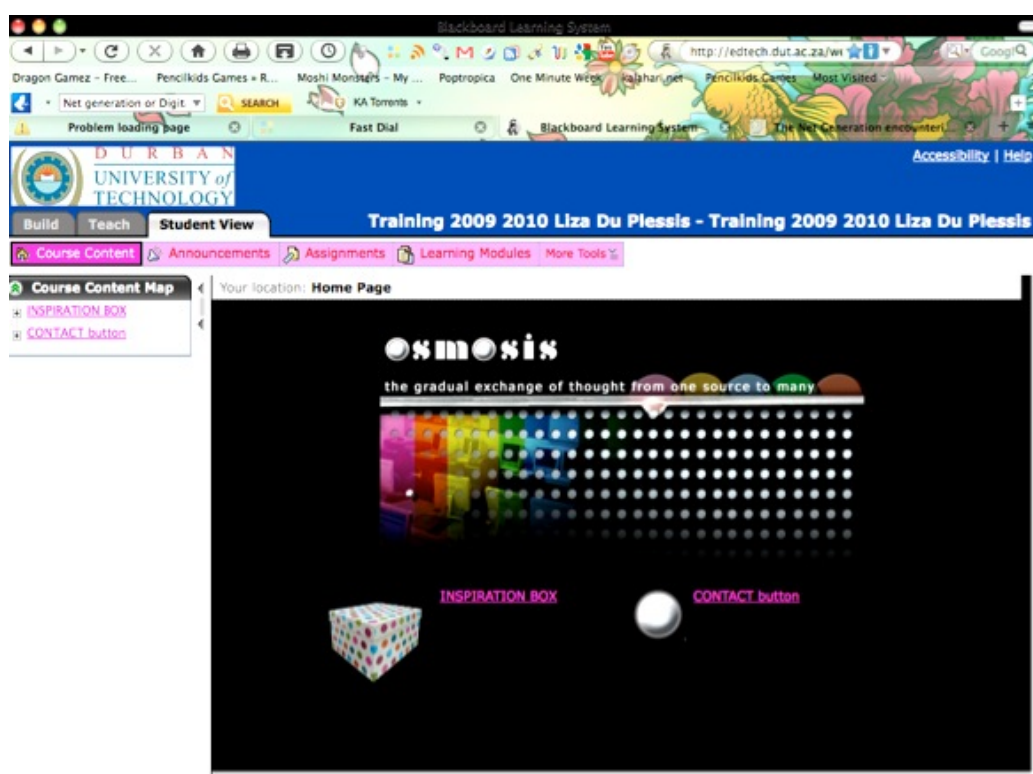 Blackboard Learning System
http://edtech.dut.ac.za/we
Googl
Dragon Gamez - Free... Pencilkids Games « R... Moshi Monsters - My ... Poptropica One Minute Week kalahari.net Pencilkids Games Most Visited
Net generation or Digit. SEARCH KA Torrents
Problem loading page Fast Dial Blackboard Learning System The Net Generation encounteri...
DURBAN
UNIVERSITY of
TECHNOLOGY
Accessibility | Help
Build Teach Student View Training 2009 2010 Liza Du Plessis - Training 2009 2010 Liza Du Plessis
Course Content Announcements Assignments Learning Modules More Tools
Course Content Map Your location: Home Page
INSPIRATION BOX
CONTACT button
osmosis
the gradual exchange of thought from one source to many
INSPIRATION BOX CONTACT button